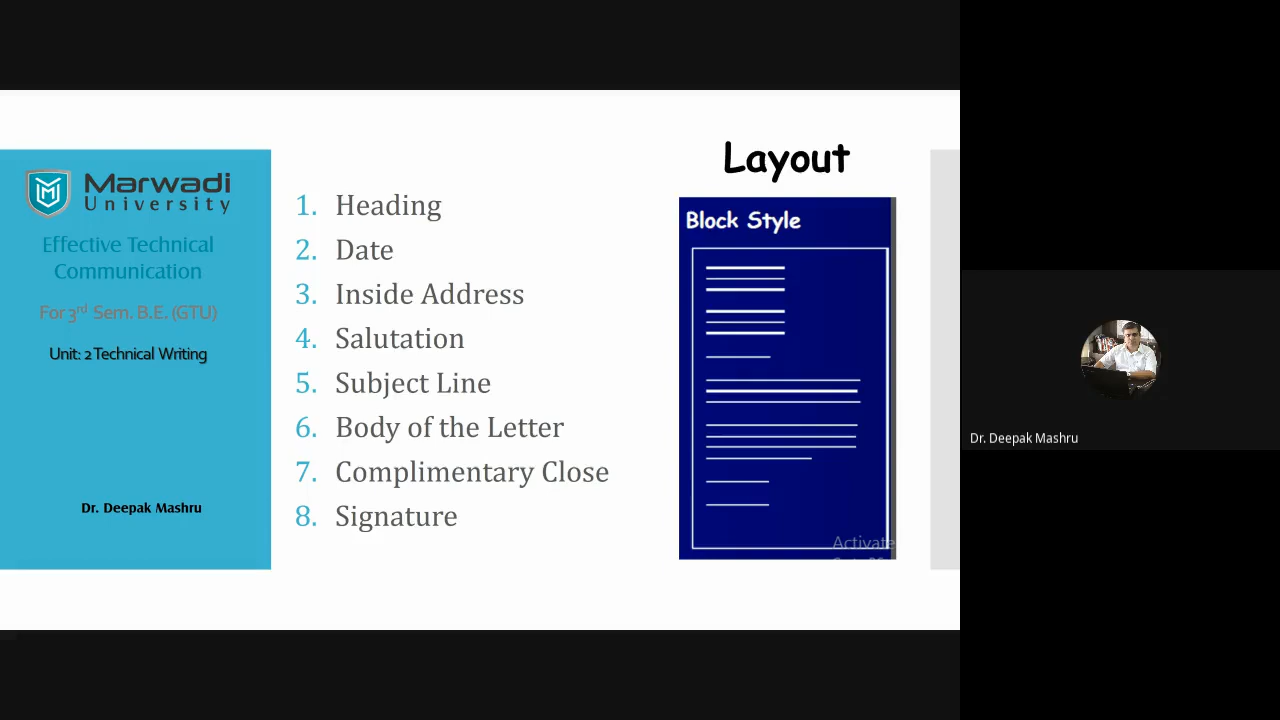 Marwadi
University
Effective Technical
Communication
For 3rd Sem. B.E. (GTU)
Unit: 2 Technical Writing
Dr. Deepak Mashru
1. Heading
2. Date
3. Inside Address
4. Salutation
5. Subject Line
6. Body of the Letter
7. Complimentary Close
8. Signature
Layout
Block Style
Activate
Dr. Deepak Mashru